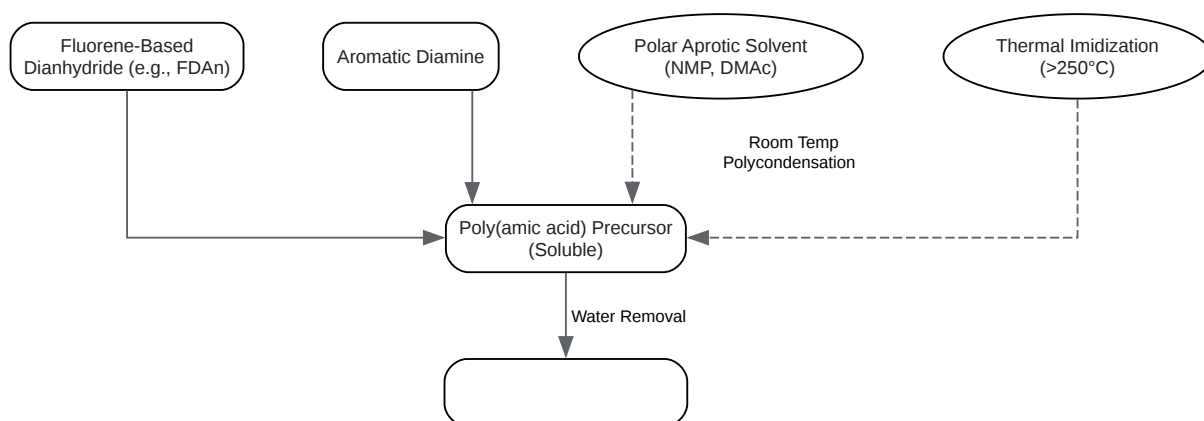 Fluorene-Based
Dianhydride (e.g., FDAn)
Aromatic Diamine
Polar Aprotic Solvent
(NMP, DMAc)
Thermal Imidization
(>250°C)
Room Temp
Polycondensation
Poly(amic acid) Precursor
(Soluble)
Water Removal